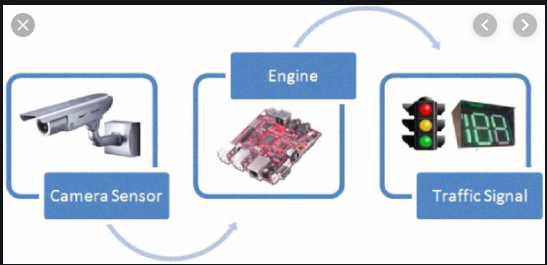 Engine
188
Camera Sensor
Traffic Signal